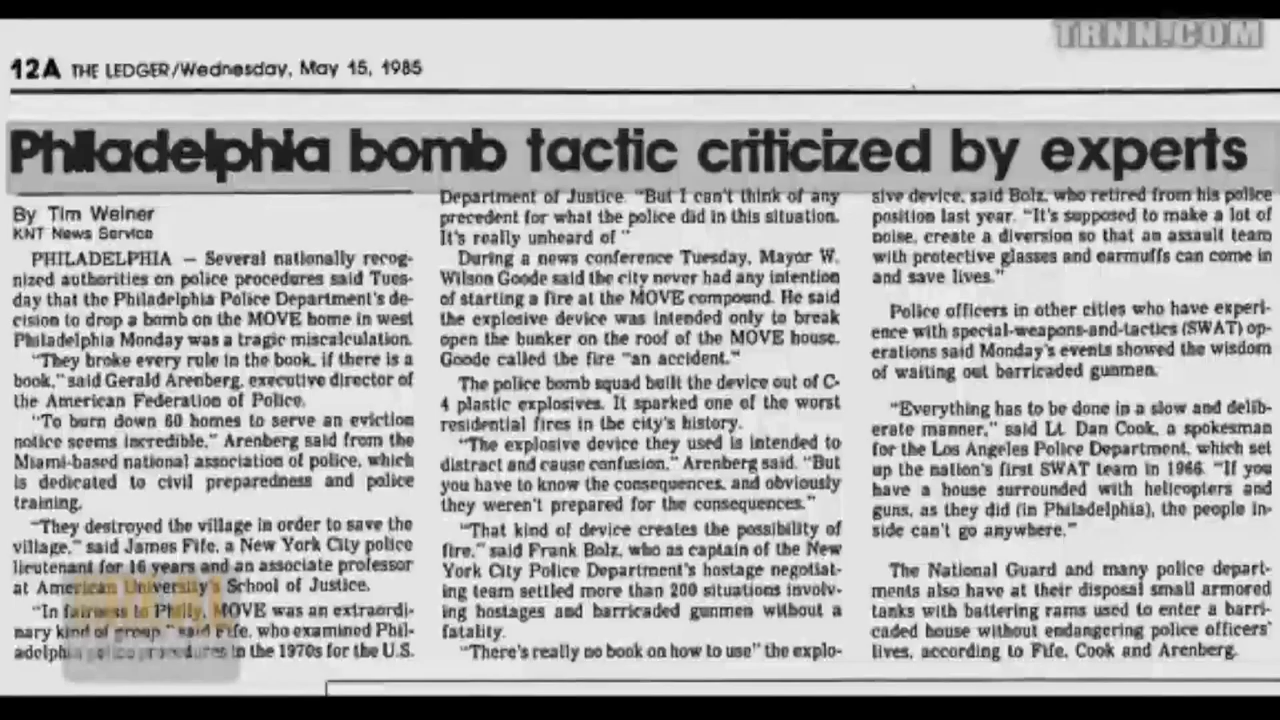 TRNN.COM
12A THE LEDGER/Wednesday, May 15, 1985
Philadelphia bomb tactic criticized by experts
By Tim Weiner
KNT News Service
PHILADELPHIA — Several nationally recog-
nized authorities on police procedures said Tues-
day that the Philadelphia Police Department's de-
cision to drop a bomb on the MOVE home in west
Philadelphia Monday was a tragic miscalculation.
"They broke every rule in the book, if there is a
book," said Gerald Arenberg, executive director of
the American Federation of Police.
"To burn down 60 homes to serve an eviction
notice seems incredible," Arenberg said from the
Miami-based national association of police, which
is dedicated to civil preparedness and police
training.
"They destroyed the village in order to save the
village," said James Fife, a New York City police
lieutenant for 16 years and an associate professor
at American University's School of Justice.
"In fairness to Philly, MOVE was an extraordi-
nary kind of group," said Fife, who examined Phil-
adelphia police procedures in the 1970s for the U.S.
Department of Justice. "But I can't think of any
precedent for what the police did in this situation.
It's really unheard of "
During a news conference Tuesday, Mayor W.
Wilson Goode said the city never had any intention
of starting a fire at the MOVE compound. He said
the explosive device was intended only to break
open the bunker on the roof of the MOVE house.
Goode called the fire "an accident."
The police bomb squad built the device out of C-
4 plastic explosives. It sparked one of the worst
residential fires in the city's history.
"The explosive device they used is intended to
distract and cause confusion," Arenberg said. "But
you have to know the consequences, and obviously
they weren't prepared for the consequences."
"That kind of device creates the possibility of
fire," said Frank Bolz, who as captain of the New
York City Police Department's hostage negotiat-
ing team settled more than 200 situations involv-
ing hostages and barricaded gunmen without a
fatality.
"There's really no book on how to use" the explo-
sive device, said Bolz, who retired from his police
position last year. "It's supposed to make a lot of
noise, create a diversion so that an assault team
with protective glasses and earmuffs can come in
and save lives."
Police officers in other cities who have experi-
ence with special-weapons-and-tactics (SWAT) op-
erations said Monday's events showed the wisdom
of waiting out barricaded gunmen.
"Everything has to be done in a slow and delib-
erate manner," said Lt. Dan Cook, a spokesman
for the Los Angeles Police Department, which set
up the nation's first SWAT team in 1966. "If you
have a house surrounded with helicopters and
guns, as they did (in Philadelphia), the people in-
side can't go anywhere."
The National Guard and many police depart-
ments also have at their disposal small armored
tanks with battering rams used to enter a barri-
caded house without endangering police officers'
lives, according to Fife, Cook and Arenberg.